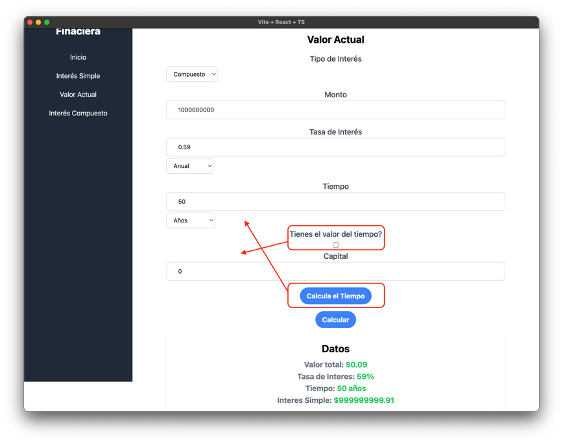 Vite + React + TS
Finaciera
Inicio
Interés Simple
Valor Actual
Interés Compuesto
Valor Actual
Tipo de Interés
Compuesto
Monto
1000000000
Tasa de Interés
0.59
Anual
Tiempo
50
Años
Tienes el valor del tiempo?
Capital
0
Calcula el Tiempo
Calcular
Datos
Valor total: $0.09
Tasa de Interes: 59%
Tiempo: 50 años
Interes Simple: $999999999.91